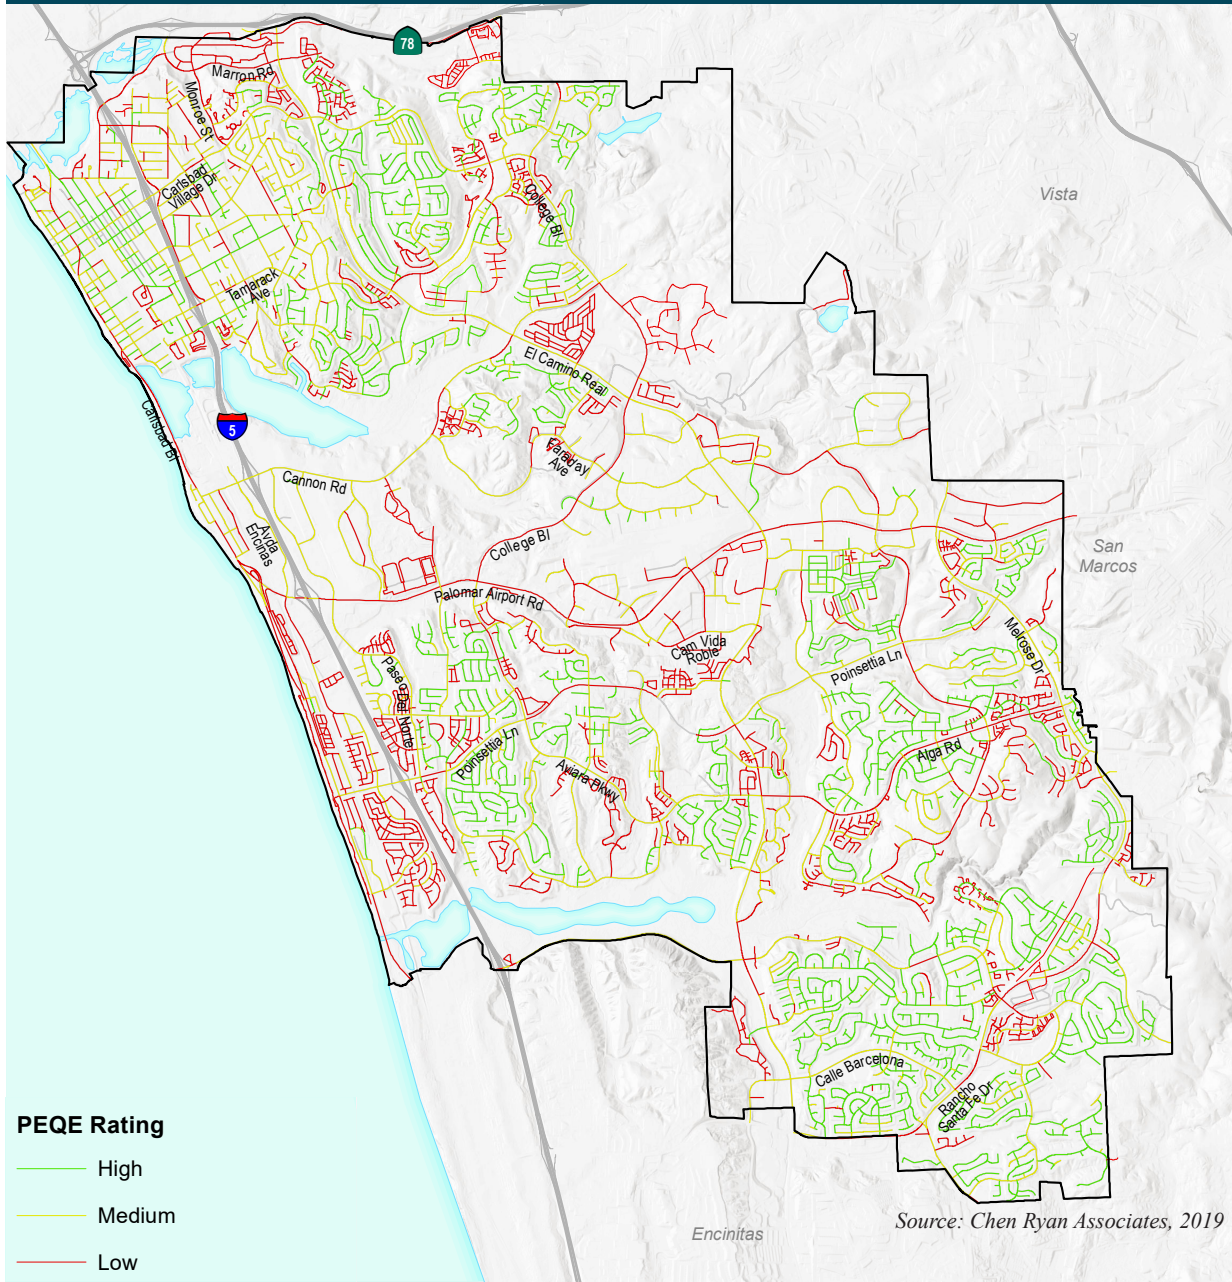 78
Marron Rd
Monroe St
Carlsbad
Village Dr
College Bl
Vista
Tamarack
Ave
El Camino Real
Carlsbad Bl
5
Faraday
Ave
Cannon Rd
Avda
Encinas
College Bl
San
Marcos
Palomar Airport Rd
Cam Vida
Roble
Melrose Dr
Poinsettia Ln
Paseo Del Norte
Poinsettia Ln
Alga Rd
Aviara Pkwy
Calle Barcelona
Rancho
Santa Fe Dr
PEQE Rating
High
Medium
Low
Encinitas
Source: Chen Ryan Associates, 2019